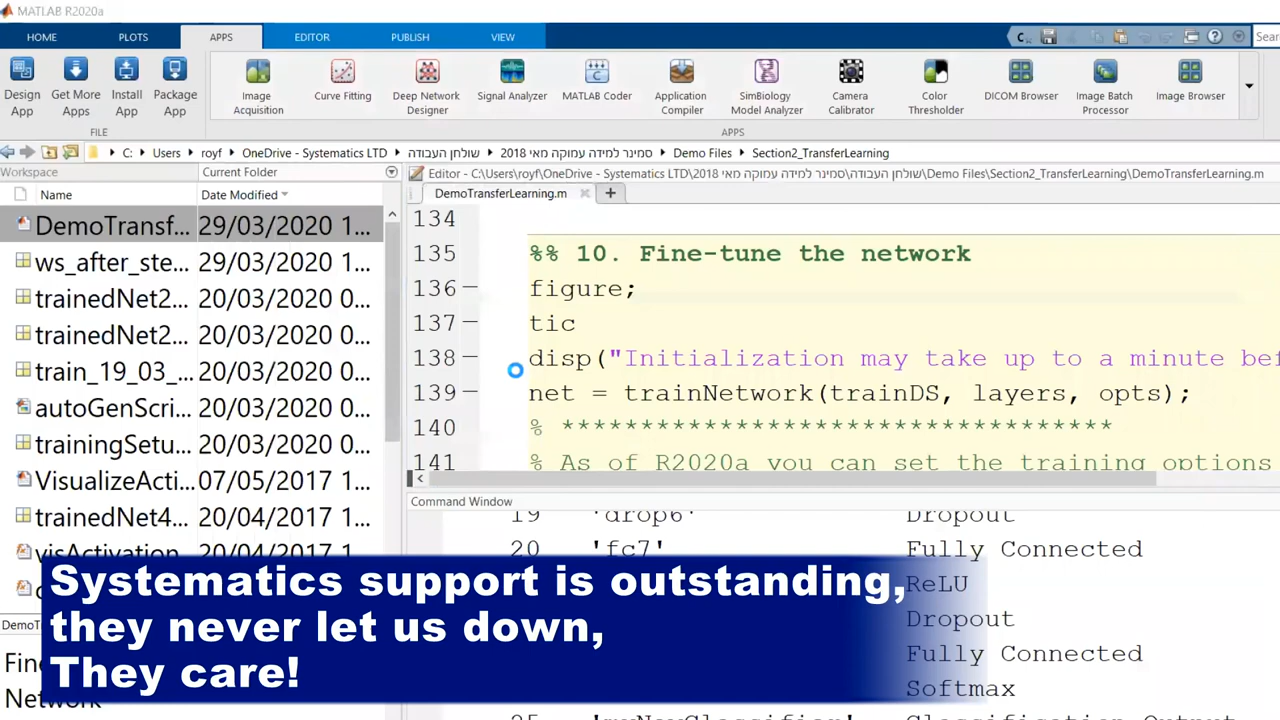 MATLAB R2020a
HOME PLOTS APPS EDITOR PUBLISH VIEW
Design App
Get More Apps
Install App
Package App
Image Acquisition
Curve Fitting
Deep Network Designer
Signal Analyzer
MATLAB Coder
Application Compiler
SimBiology Model Analyzer
Camera Calibrator
Color Thresholder
DICOM Browser
Image Batch Processor
Image Browser
FILE
APPS
C: Users royf OneDrive - Systematics LTD שולחן העבודה סמינר למידה עמוקה מאי 2018 Demo Files Section2_TransferLearning
Workspace
Current Folder
Name Date Modified
DemoTransf... 29/03/2020 1...
ws_after_ste... 29/03/2020 1...
trainedNet2... 20/03/2020 0...
trainedNet2... 20/03/2020 0...
train_19_03_... 20/03/2020 0...
autoGenScri... 20/03/2020 0...
trainingSetu... 20/03/2020 0...
VisualizeActi... 07/05/2017 1...
trainedNet4... 20/04/2017 1...
visActivation 20/04/2017 1...
Editor - C:\Users\royf\OneDrive - Systematics LTD\שולחן העבודה\סמינר למידה עמוקה מאי 2018\Demo Files\Section2_TransferLearning\DemoTransferLearning.m
DemoTransferLearning.m
134
135 %% 10. Fine-tune the network
136 figure;
137 tic
138 disp("Initialization may take up to a minute bef
139 net = trainNetwork(trainDS, layers, opts);
140 % ***********************************
141 % As of R2020a you can set the training options
Command Window
19 'drop6' Dropout
20 'fc7' Fully Connected
ReLU
Dropout
Fully Connected
Softmax
25 'myNewClassifier' Classification Output
Systematics support is outstanding,
they never let us down,
They care!
Network